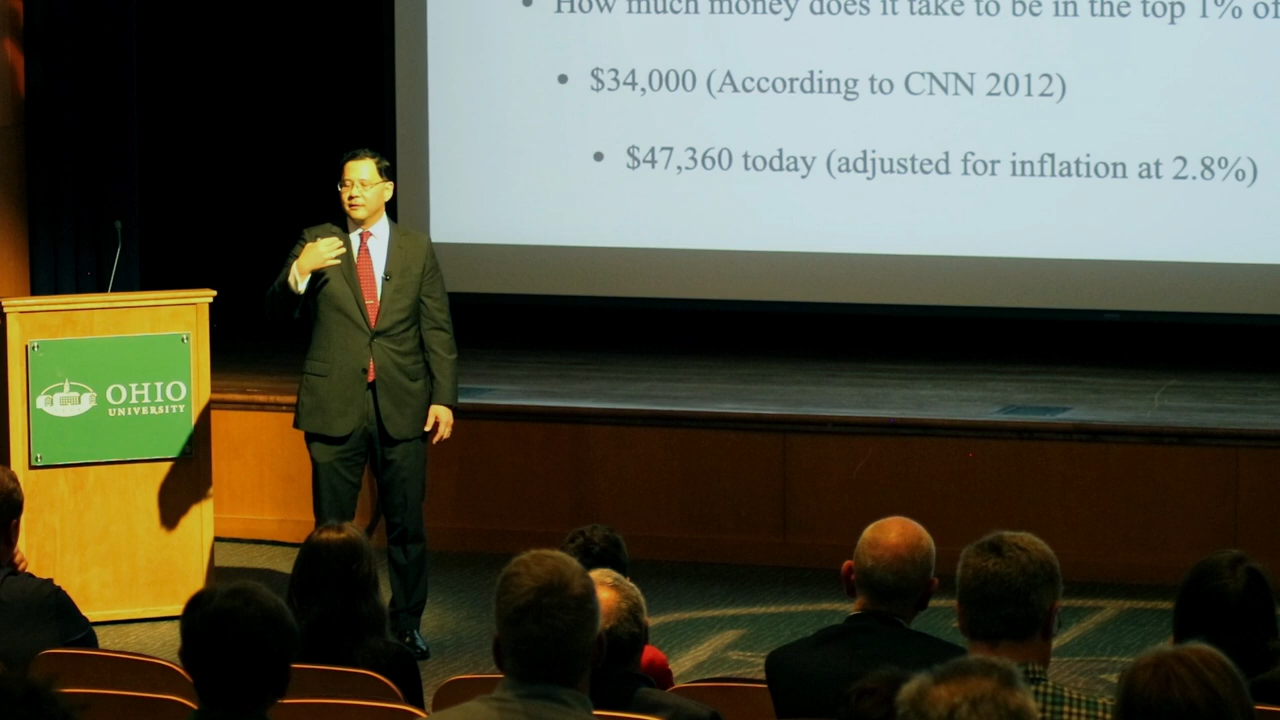 How much money does it take to be in the top 1% of
$34,000 (According to CNN 2012)
$47,360 today (adjusted for inflation at 2.8%)
OHIO
UNIVERSITY